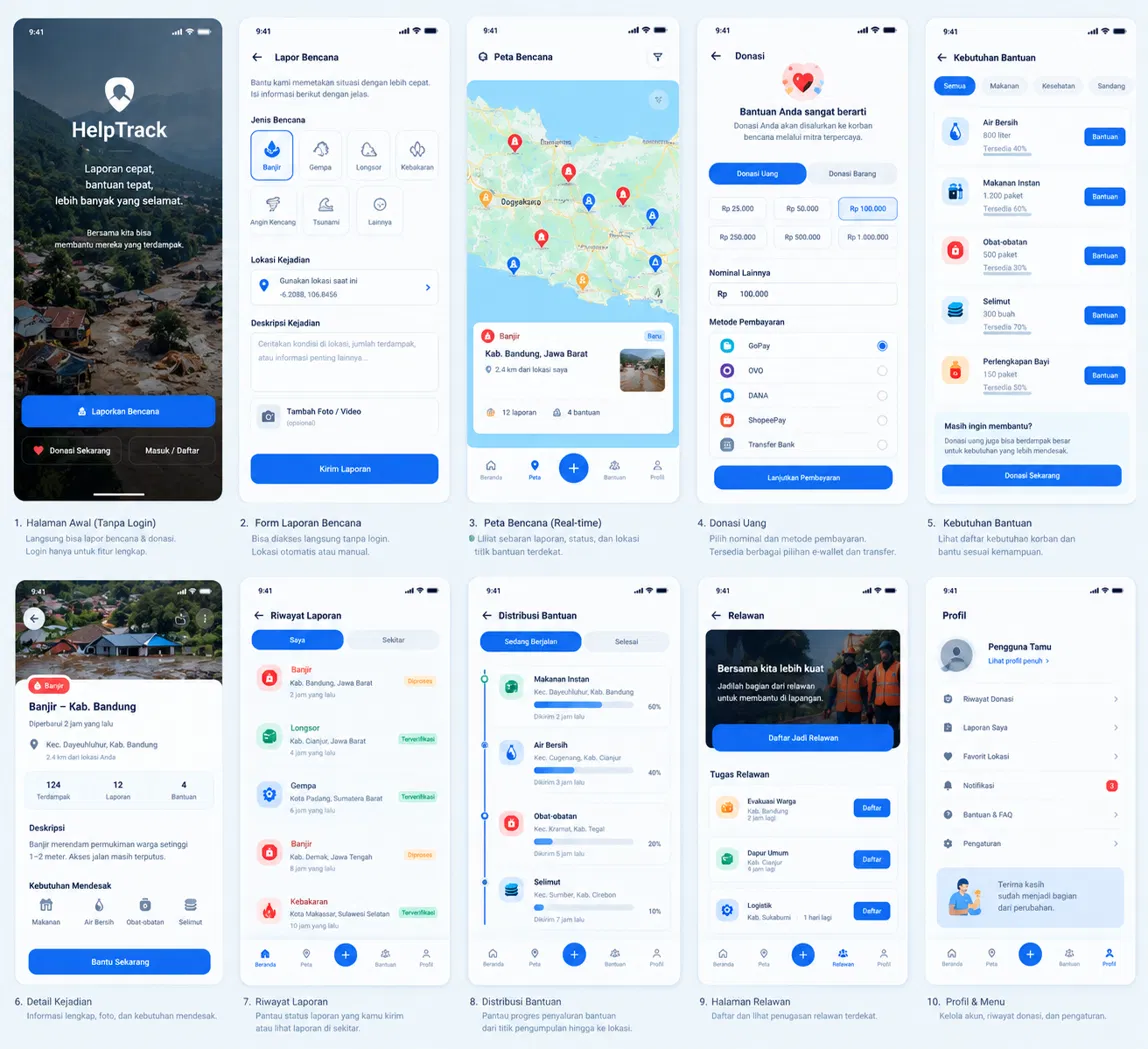 9:41
HelpTrack
Laporan cepat,
bantuan tepat,
lebih banyak yang selamat.
Bersama kita bisa
membantu mereka yang terdampak.
Laporkan Bencana
Donasi Sekarang
Masuk / Daftar
1. Halaman Awal (Tanpa Login)
Langsung bisa lapor bencana & donasi.
Login hanya untuk fitur lengkap.
9:41
Lapor Bencana
Bantu kami memetakan situasi dengan lebih cepat.
Isi informasi berikut dengan jelas.
Jenis Bencana
Banjir
Gempa
Longsor
Kebakaran
Angin Kencang
Tsunami
Lainnya
Lokasi Kejadian
Gunakan lokasi saat ini
-6.2088, 106.8456
Deskripsi Kejadian
Ceritakan kondisi di lokasi, jumlah terdampak,
atau informasi penting lainnya...
Tambah Foto / Video
(opsional)
Kirim Laporan
2. Form Laporan Bencana
Bisa diakses langsung tanpa login.
Lokasi otomatis atau manual.
9:41
Peta Bencana
Dogyakaro
Banjir
Baru
Kab. Bandung, Jawa Barat
2.4 km dari lokasi saya
12 laporan
4 bantuan
Beranda
Peta
Bantuan
Profil
3. Peta Bencana (Real-time)
Lihat sebaran laporan, status, dan lokasi
titik bantuan terdekat.
9:41
Donasi
Bantuan Anda sangat berarti
Donasi Anda akan disalurkan ke korban
bencana melalui mitra terpercaya.
Donasi Uang
Donasi Barang
Rp 25.000
Rp 50.000
Rp 100.000
Rp 250.000
Rp 500.000
Rp 1.000.000
Nominal Lainnya
Rp 100.000
Metode Pembayaran
GoPay
OVO
DANA
ShopeePay
Transfer Bank
Lanjutkan Pembayaran
4. Donasi Uang
Pilih nominal dan metode pembayaran.
Tersedia berbagai pilihan e-wallet dan transfer.
9:41
Kebutuhan Bantuan
Semua
Makanan
Kesehatan
Sandang
Air Bersih
800 liter
Tersedia 40%
Bantuan
Makanan Instan
1.200 paket
Tersedia 60%
Bantuan
Obat-obatan
500 paket
Tersedia 30%
Bantuan
Selimut
300 buah
Tersedia 70%
Bantuan
Perlengkapan Bayi
150 paket
Tersedia 50%
Bantuan
Masih ingin membantu?
Donasi uang juga bisa berdempak besar
untuk kebutuhan yang lebih mendesak.
Donasi Sekarang
5. Kebutuhan Bantuan
Lihat daftar kebutuhan korban dan
bantu sesuai kemampuan.
9:41
Banjir
Banjir – Kab. Bandung
Diperbarui 2 jam yang lalu
Kec. Dayeuhluhur, Kab. Bandung
2.4 km dari lokasi Anda
124
Terdampak
12
Laporan
4
Bantuan
Deskripsi
Banjir merendam permukiman warga setinggi
1–2 meter. Akses jalan masih terputus.
Kebutuhan Mendesak
Makanan
Air Bersih
Obat-obatan
Selimut
Bantu Sekarang
6. Detail Kejadian
Informasi lengkap, foto, dan kebutuhan mendesak.
9:41
Riwayat Laporan
Saya
Sekitar
Banjir
Kab. Bandung, Jawa Barat
2 jam yang lalu
Diproses
Longsor
Kab. Cianjur, Jawa Barat
4 jam yang lalu
Terverifikasi
Gempa
Kota Padang, Sumatera Barat
6 jam yang lalu
Terverifikasi
Banjir
Kab. Demak, Jawa Tengah
8 jam yang lalu
Diproses
Kebakaran
Kota Makassar, Sulawesi Selatan
10 jam yang lalu
Terverifikasi
Beranda
Peta
Bantuan
Profil
7. Riwayat Laporan
Pantau status laporan yang kamu kirim
atau lihat laporan di sekitar.
9:41
Distribusi Bantuan
Sedang Berjalan
Selesai
Makanan Instan
Kec. Dayeuhluhur, Kab. Bandung
60%
Dikirim 2 jam lalu
Air Bersih
Kec. Cugenang, Kab. Cianjur
40%
Dikirim 3 jam lalu
Obat-obatan
Kec. Kramat, Kab. Tegal
20%
Dikirim 5 jam lalu
Selimut
Kec. Sumber, Kab. Cirebon
10%
Dikirim 7 jam lalu
Beranda
Peta
Bantuan
Profil
8. Distribusi Bantuan
Pantau progres penyaluran bantuan
dari titik pengumpulan hingga ke lokasi.
9:41
Relawan
Bersama kita lebih kuat
Jadilah bagian dari relawan
untuk membantu di lapangan.
Daftar Jadi Relawan
Tugas Relawan
Evakuasi Warga
Kab. Bandung
2 jam lagi
Daftar
Dapur Umum
Kab. Cianjur
Daftar
Logistik
Kab. Sukabumi
1 hari lagi
Daftar
Beranda
Peta
Bantuan
Relawan
Profil
9. Halaman Relawan
Daftar dan lihat penugasan relawan terdekat.
9:41
Profil
Pengguna Tamu
Lihat profil penuh
Riwayat Donasi
Laporan Saya
Favorit Lokasi
Notifikasi
3
Bantuan & FAQ
Pengaturan
Terima kasih
sudah menjadi bagian
dari perubahan.
Beranda
Peta
Bantuan
Profil
10. Profil & Menu
Kelola akun, riwayat donasi, dan pengaturan.